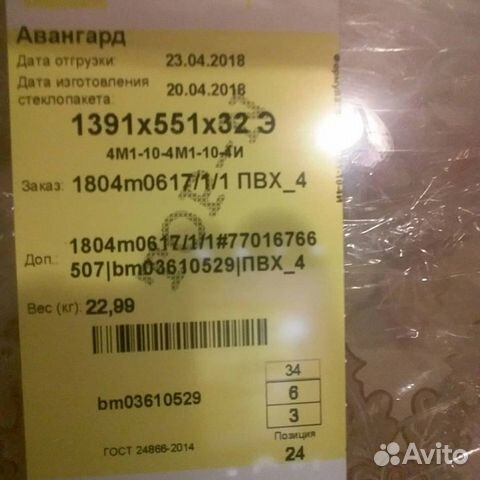 Авангард
Дата отгрузки: 23.04.2018
Дата изготовления
стеклопакета: 20.04.2018
1391x551x32 Э
4М1-10-4М1-10-4И
Заказ: 1804m0617/1/1 ПВХ_4
1804m0617/1/1#77016766
Доп.: 507|bm03610529|ПВХ_4
Вес (кг): 22,99
bm03610529
34
6
3
Позиция
24
ГОСТ 24866-2014
Avito